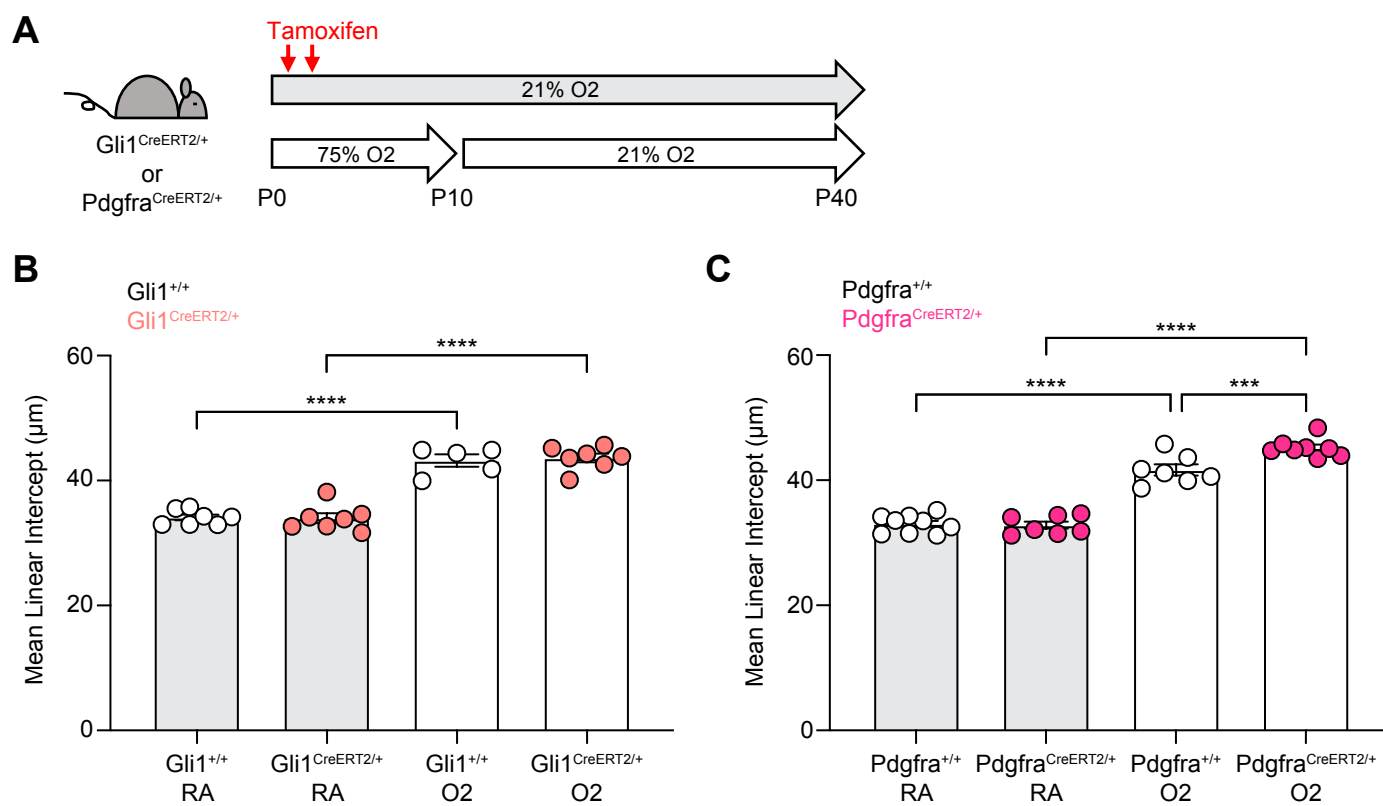 A
Tamoxifen
21% O2
75% O2
21% O2
Gli1CreERT2/+
or
PdgfraCreERT2/+
P0
P10
P40
B
Gli1+/+
Gli1CreERT2/+
Mean Linear Intercept (µm)
60
40
20
0
****
****
Gli1+/+
RA
Gli1CreERT2/+
RA
Gli1+/+
O2
Gli1CreERT2/+
O2
C
Pdgfra+/+
PdgfraCreERT2/+
Mean Linear Intercept (µm)
60
40
20
0
****
****
***
Pdgfra+/+
RA
PdgfraCreERT2/+
RA
Pdgfra+/+
O2
PdgfraCreERT2/+
O2